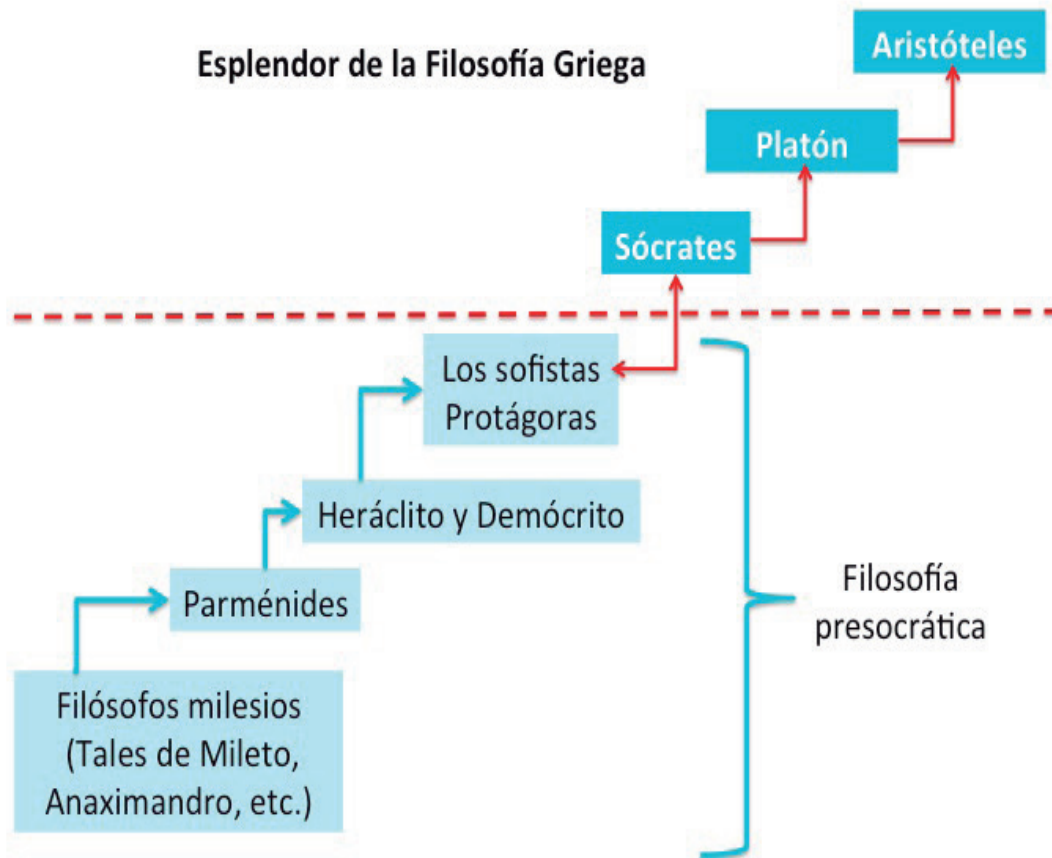 Esplendor de la Filosofía Griega
Aristóteles
Platón
Sócrates
Los sofistas
Protágoras
Heráclito y Demócrito
Parménides
Filósofos milesios
(Tales de Mileto,
Anaximandro, etc.)
Filosofía
presocrática